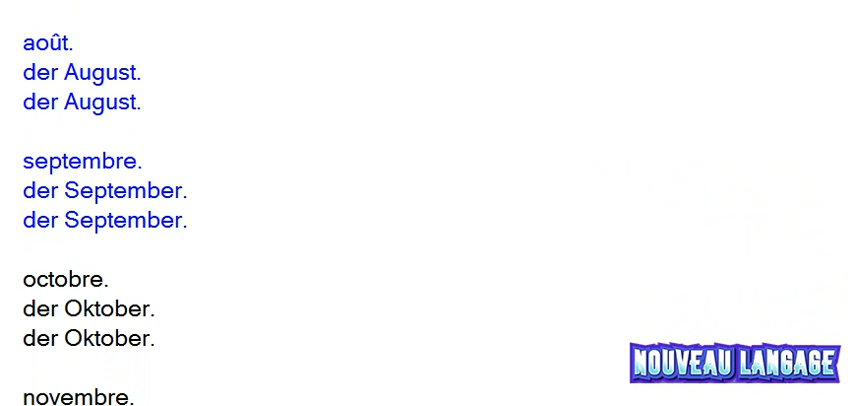 août.
der August.
der August.
septembre.
der September.
der September.
octobre.
der Oktober.
der Oktober.
novembre.
NOUVEAU LANGAGE